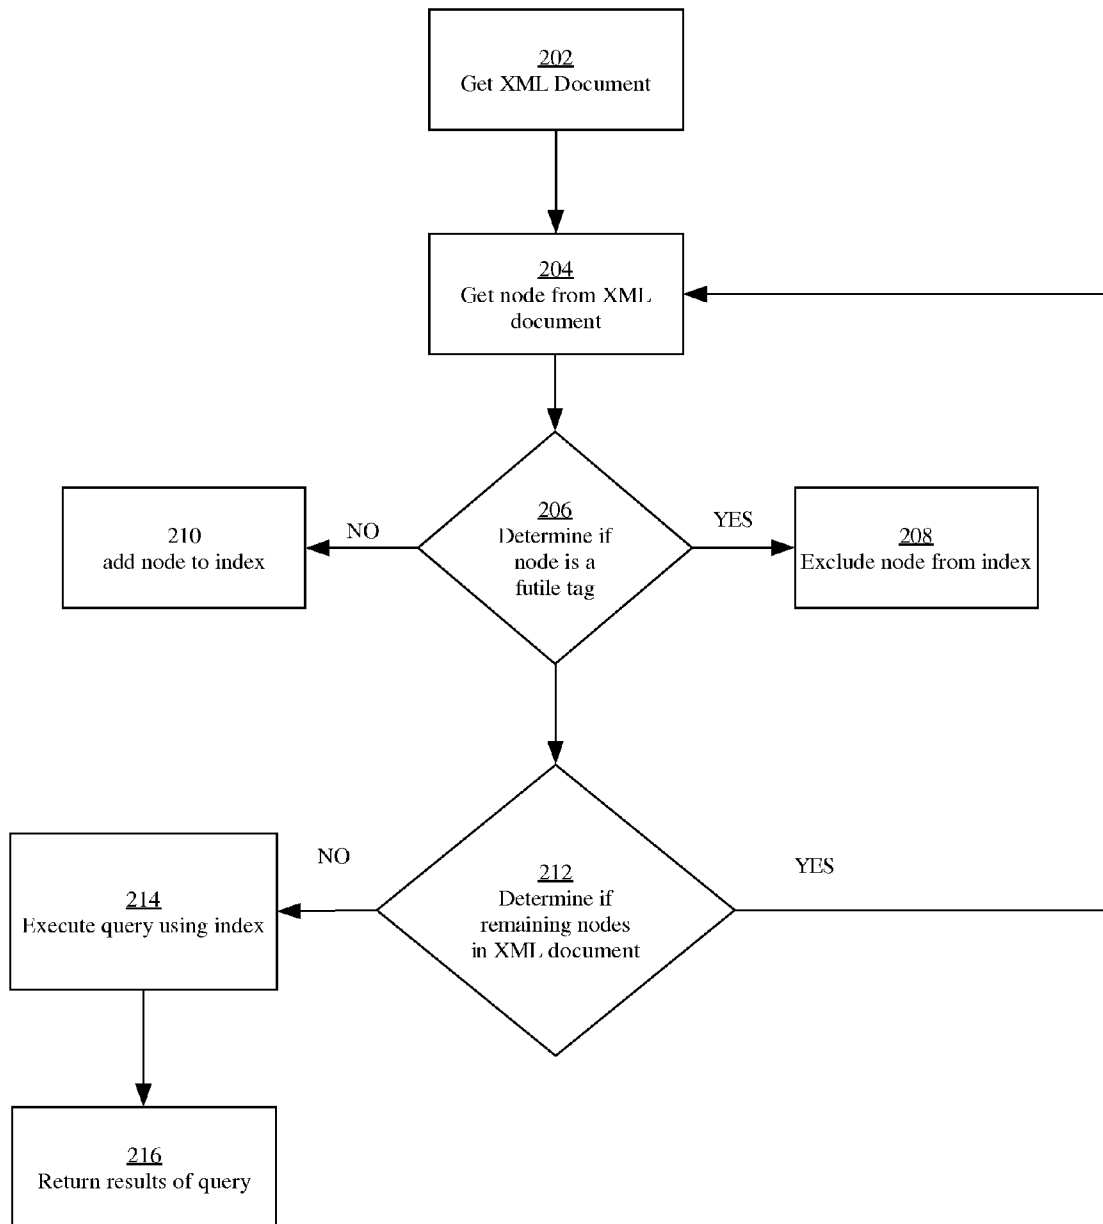 202
Get XML Document
204
Get node from XML
document
206
Determine if
node is a
futile tag
NO
YES
210
add node to index
208
Exclude node from index
212
Determine if
remaining nodes
in XML document
NO
YES
214
Execute query using index
216
Return results of query